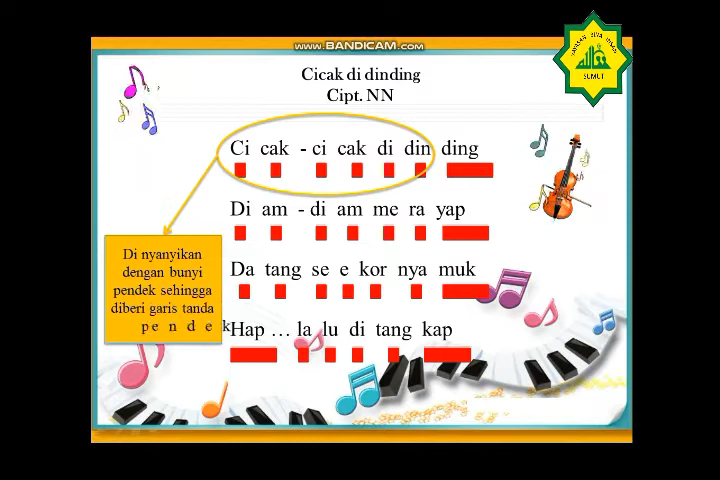 www.BANDICAM.com
Cicak di dinding
Cipt. NN
Ci cak - ci cak di din ding
Di am - di am me ra yap
Da tang se e kor nya muk
Hap ... la lu di tang kap
Di nyanyikan
dengan bunyi
pendek sehingga
diberi garis tanda
p e n d e k
SUMUT